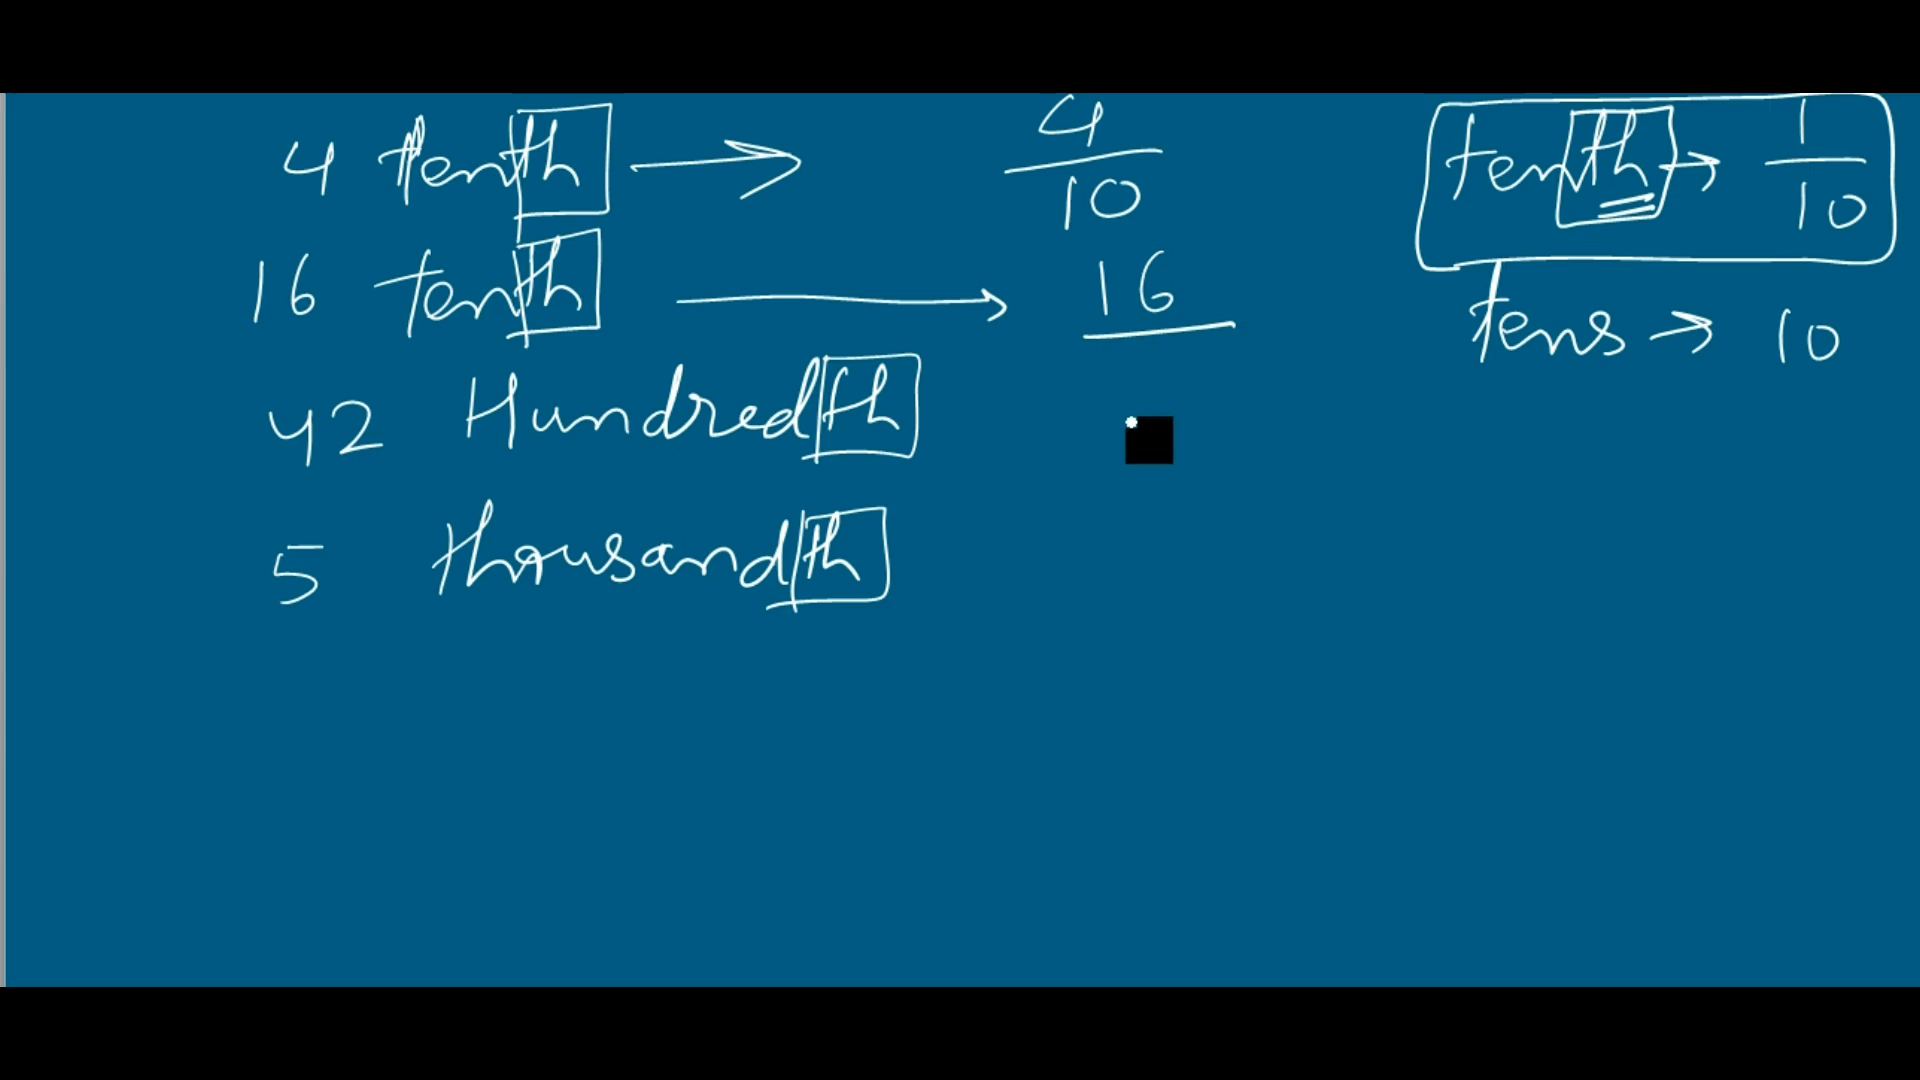 4 tenth → 4/10
16 tenth → 16/
42 Hundredth
5 thousandth
tenth → 1/10
tens → 10